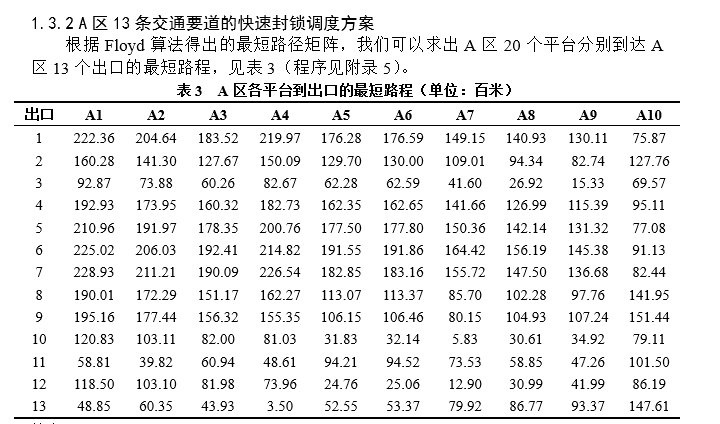 1.3.2 A 区 13 条交通要道的快速封锁调度方案
根据 Floyd 算法得出的最短路径矩阵，我们可以求出 A 区 20 个平台分别到达 A
区 13 个出口的最短路程，见表 3（程序见附录 5）。
表 3 A 区各平台到出口的最短路程（单位：百米）
出口 A1 A2 A3 A4 A5 A6 A7 A8 A9 A10
1 222.36 204.64 183.52 219.97 176.28 176.59 149.15 140.93 130.11 75.87
2 160.28 141.30 127.67 150.09 129.70 130.00 109.01 94.34 82.74 127.76
3 92.87 73.88 60.26 82.67 62.28 62.59 41.60 26.92 15.33 69.57
4 192.93 173.95 160.32 182.73 162.35 162.65 141.66 126.99 115.39 95.11
5 210.96 191.97 178.35 200.76 177.50 177.80 150.36 142.14 131.32 77.08
6 225.02 206.03 192.41 214.82 191.55 191.86 164.42 156.19 145.38 91.13
7 228.93 211.21 190.09 226.54 182.85 183.16 155.72 147.50 136.68 82.44
8 190.01 172.29 151.17 162.27 113.07 113.37 85.70 102.28 97.76 141.95
9 195.16 177.44 156.32 155.35 106.15 106.46 80.15 104.93 107.24 151.44
10 120.83 103.11 82.00 81.03 31.83 32.14 5.83 30.61 34.92 79.11
11 58.81 39.82 60.94 48.61 94.21 94.52 73.53 58.85 47.26 101.50
12 118.50 103.10 81.98 73.96 24.76 25.06 12.90 30.99 41.99 86.19
13 48.85 60.35 43.93 3.50 52.55 53.37 79.92 86.77 93.37 147.61